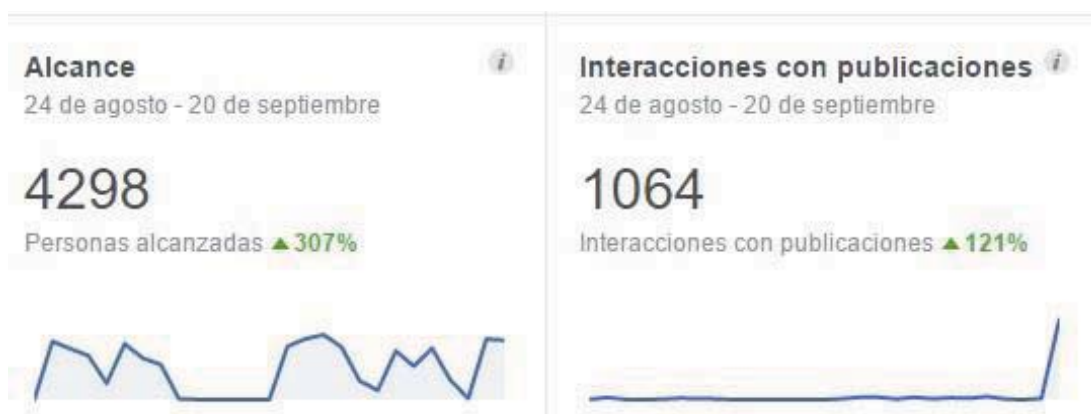 Alcance
24 de agosto - 20 de septiembre
4298
Personas alcanzadas ▲ 307%
Interacciones con publicaciones
24 de agosto - 20 de septiembre
1064
Interacciones con publicaciones ▲ 121%